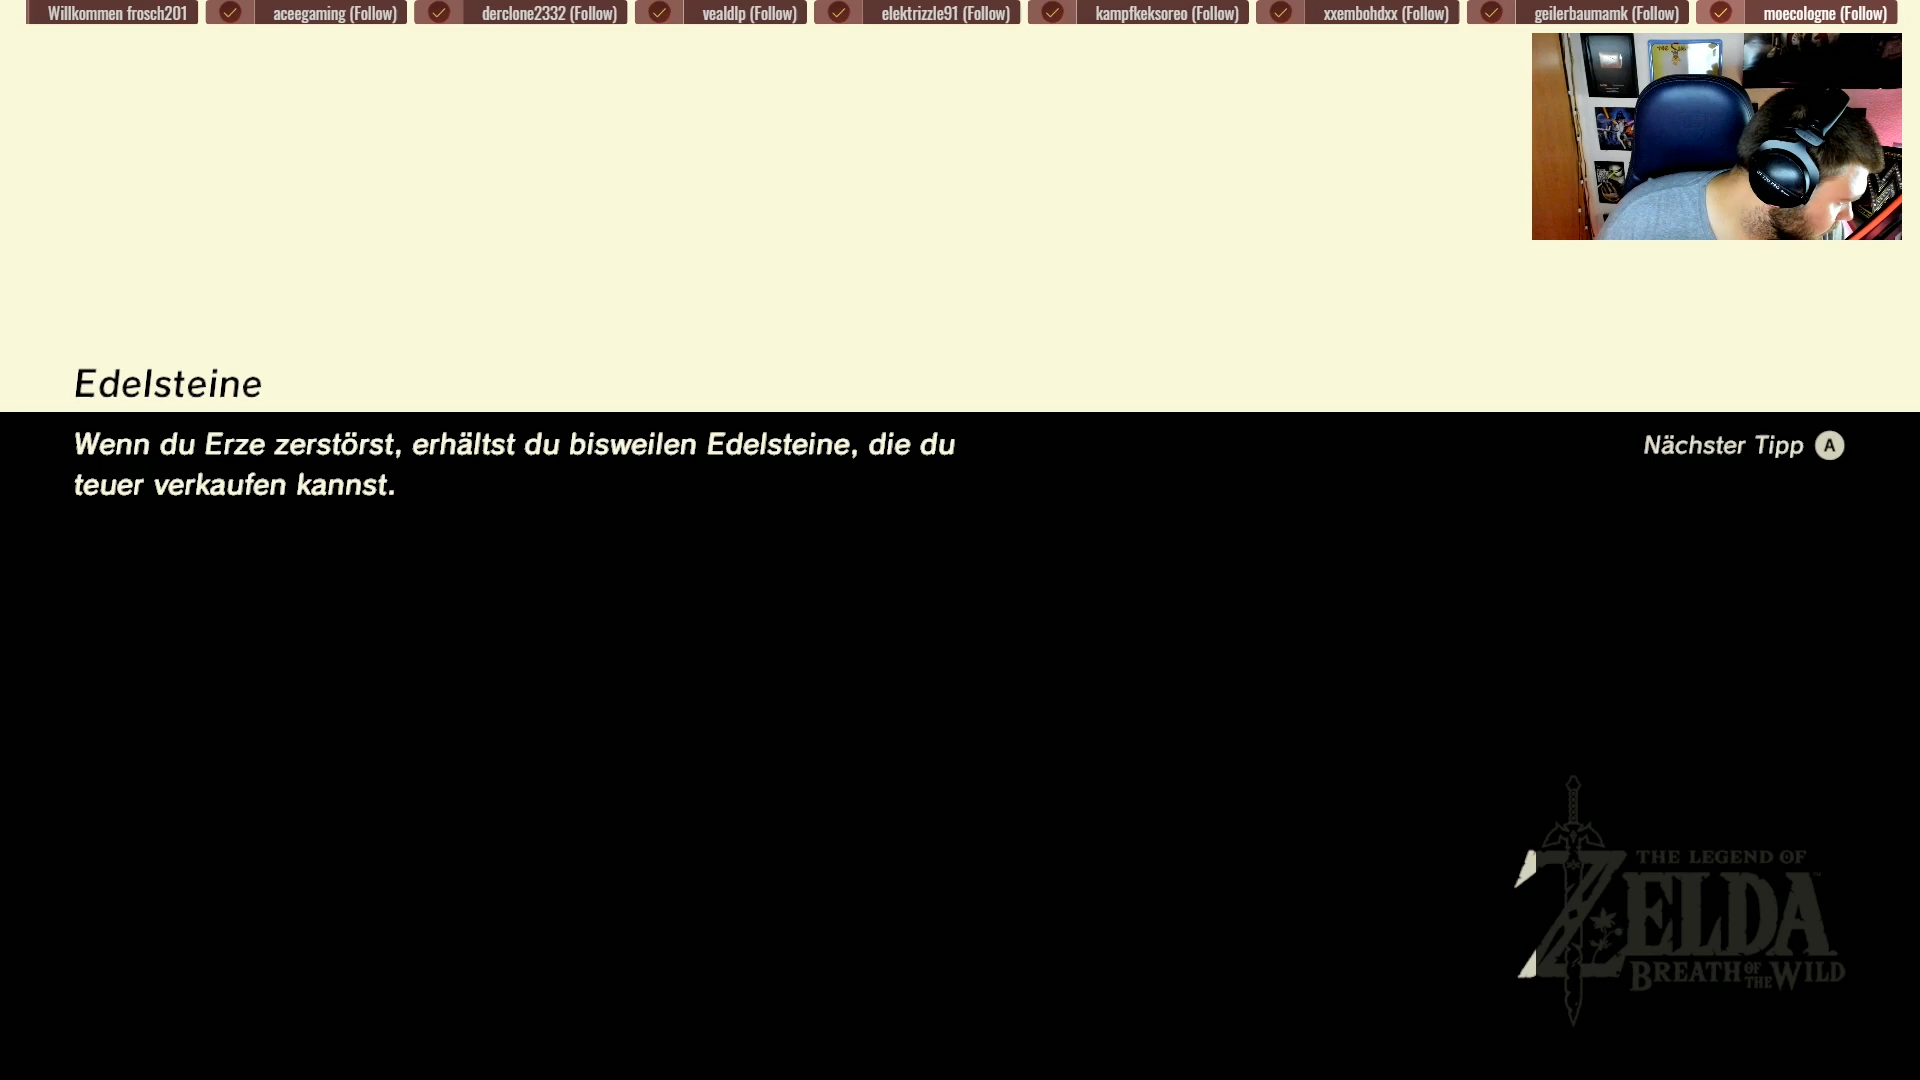 Willkommen frosch201 aceegaming (Follow) derclone2332 (Follow) vealdlp (Follow) elektrizzle91 (Follow) kampfkeksoreo (Follow) xxembohdxx (Follow) geilerbaumamk (Follow) moecologne (Follow)
Edelsteine
Wenn du Erze zerstörst, erhältst du bisweilen Edelsteine, die du
teuer verkaufen kannst.
Nächster Tipp A
THE LEGEND OF
ZELDA
BREATH OF THE WILD